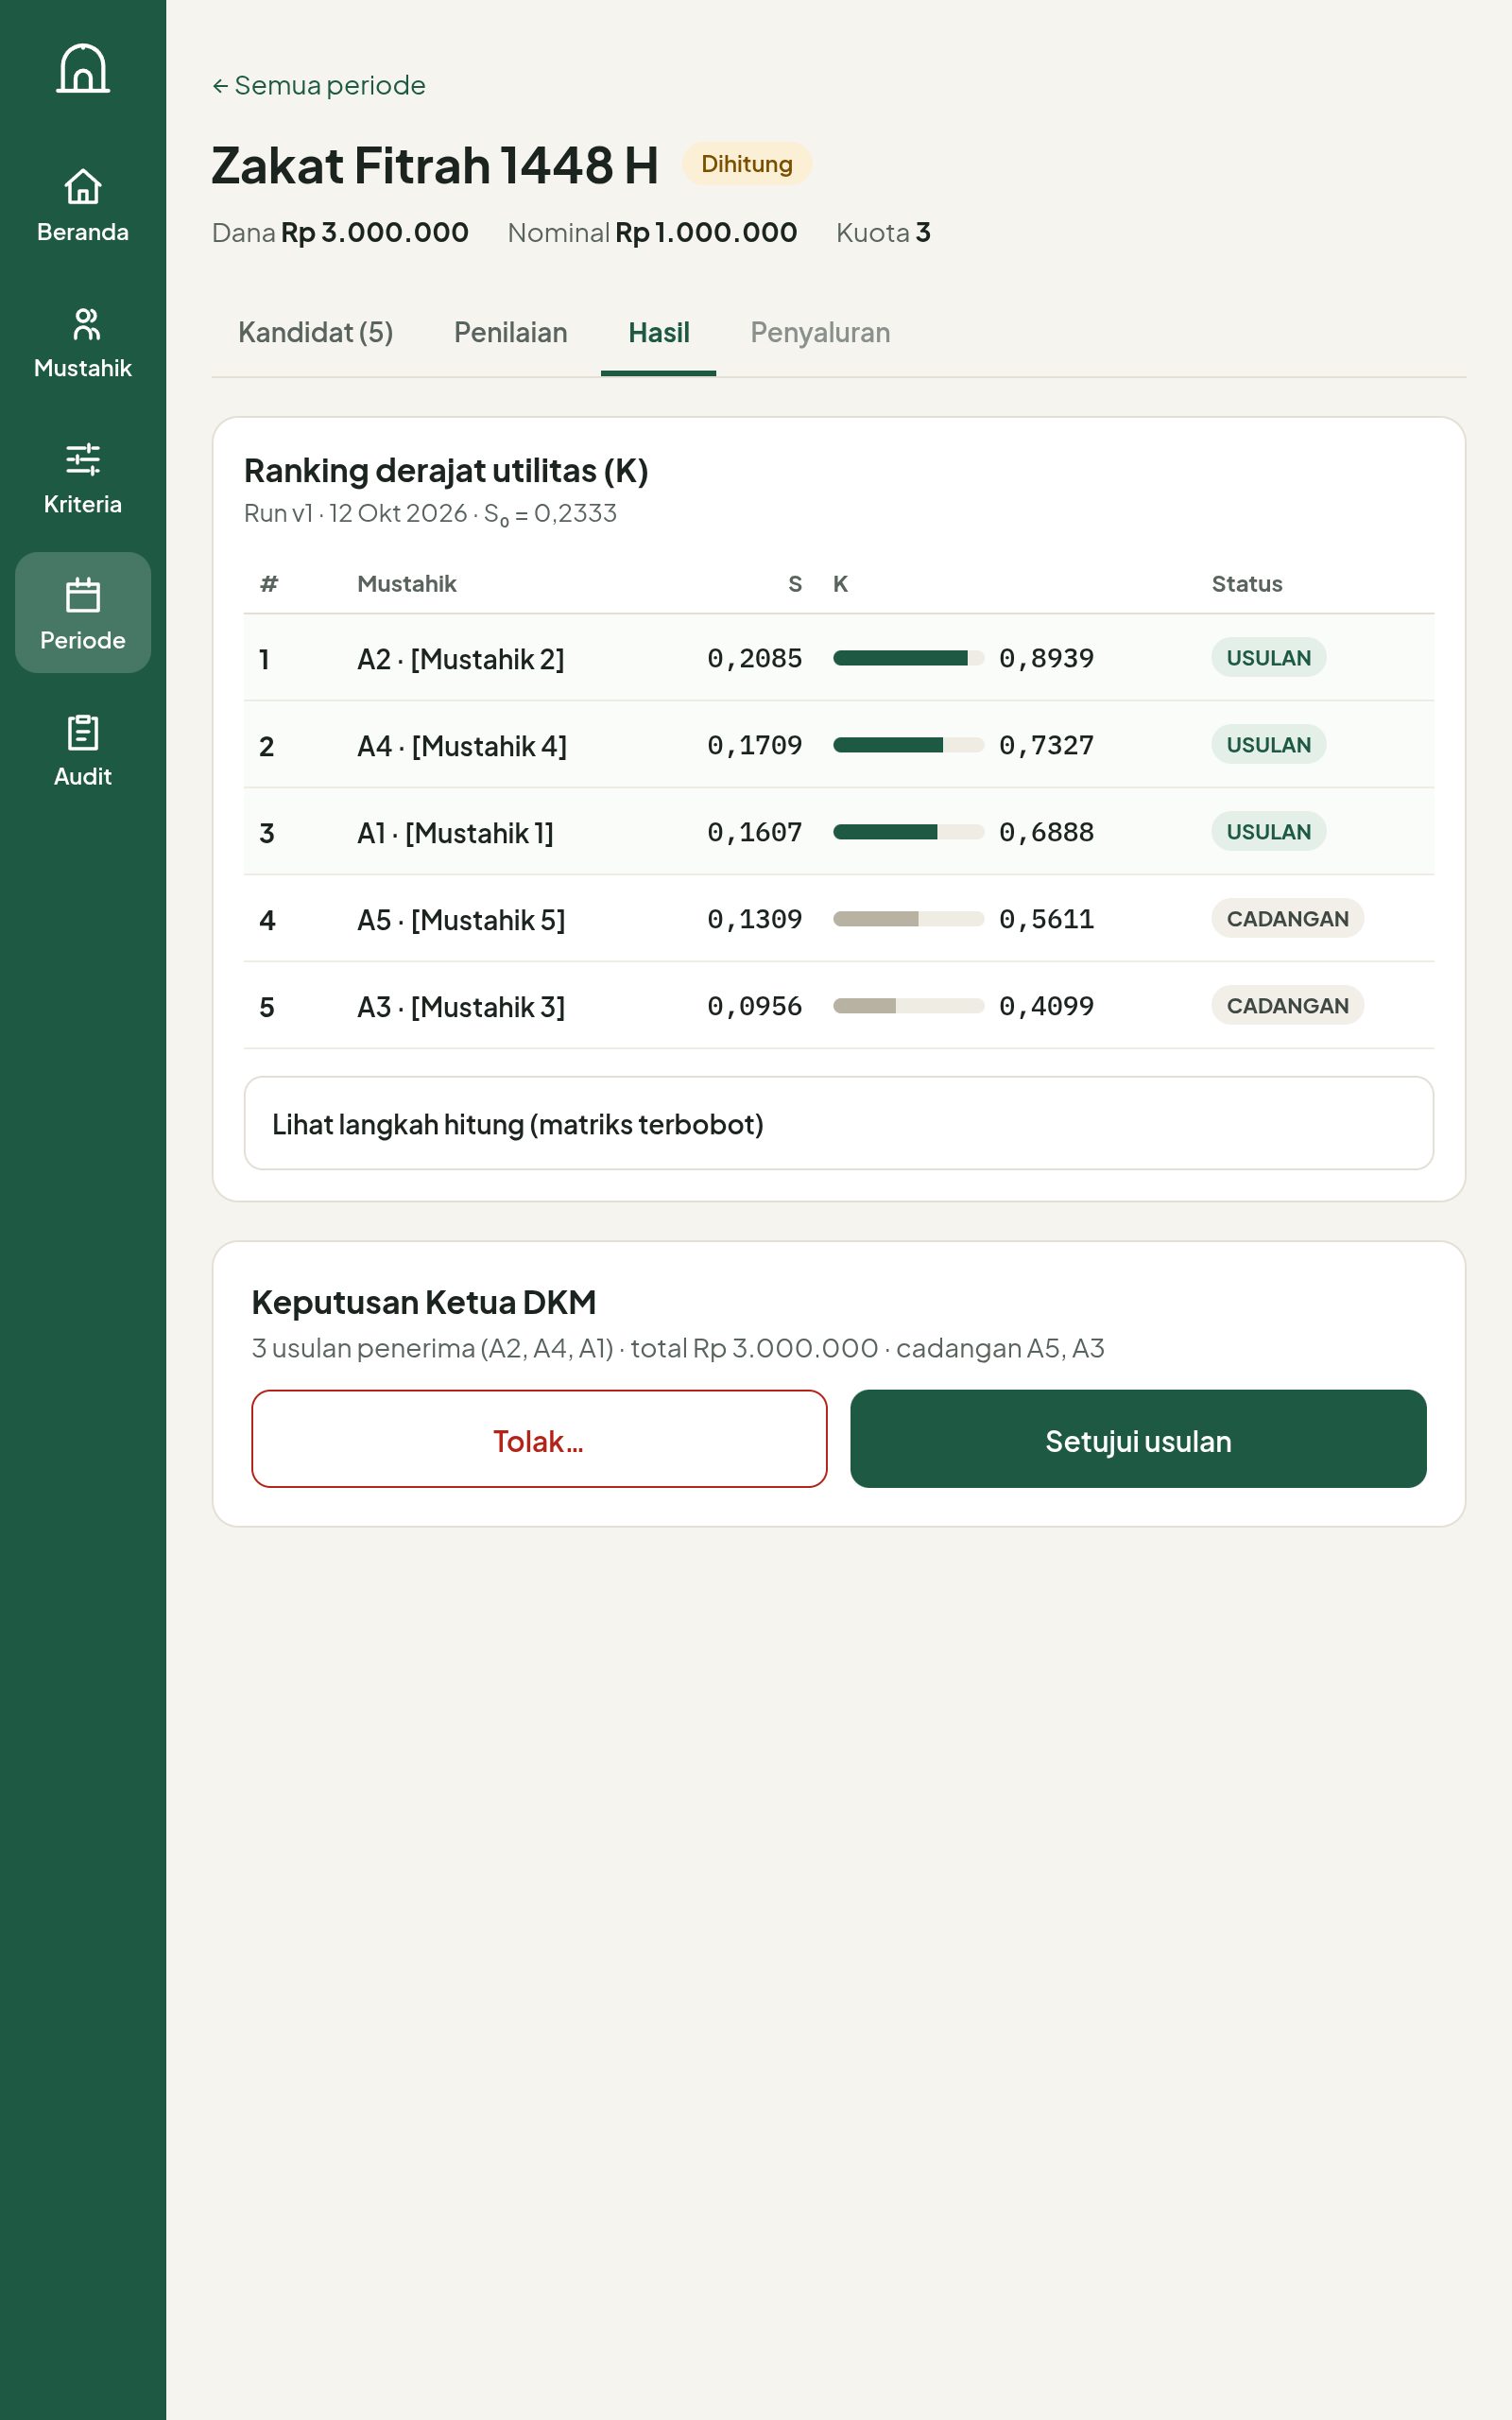 ← Semua periode
Zakat Fitrah 1448 H Dihitung
Dana Rp 3.000.000 Nominal Rp 1.000.000 Kuota 3
Beranda
Mustahik
Kriteria
Periode
Audit
Kandidat (5) Penilaian Hasil Penyaluran
Ranking derajat utilitas (K)
Run v1 · 12 Okt 2026 · S₀ = 0,2333
# Mustahik S K Status
1 A2 · [Mustahik 2] 0,2085 0,8939 USULAN
2 A4 · [Mustahik 4] 0,1709 0,7327 USULAN
3 A1 · [Mustahik 1] 0,1607 0,6888 USULAN
4 A5 · [Mustahik 5] 0,1309 0,5611 CADANGAN
5 A3 · [Mustahik 3] 0,0956 0,4099 CADANGAN
Lihat langkah hitung (matriks terbobot)
Keputusan Ketua DKM
3 usulan penerima (A2, A4, A1) · total Rp 3.000.000 · cadangan A5, A3
Tolak… Setujui usulan